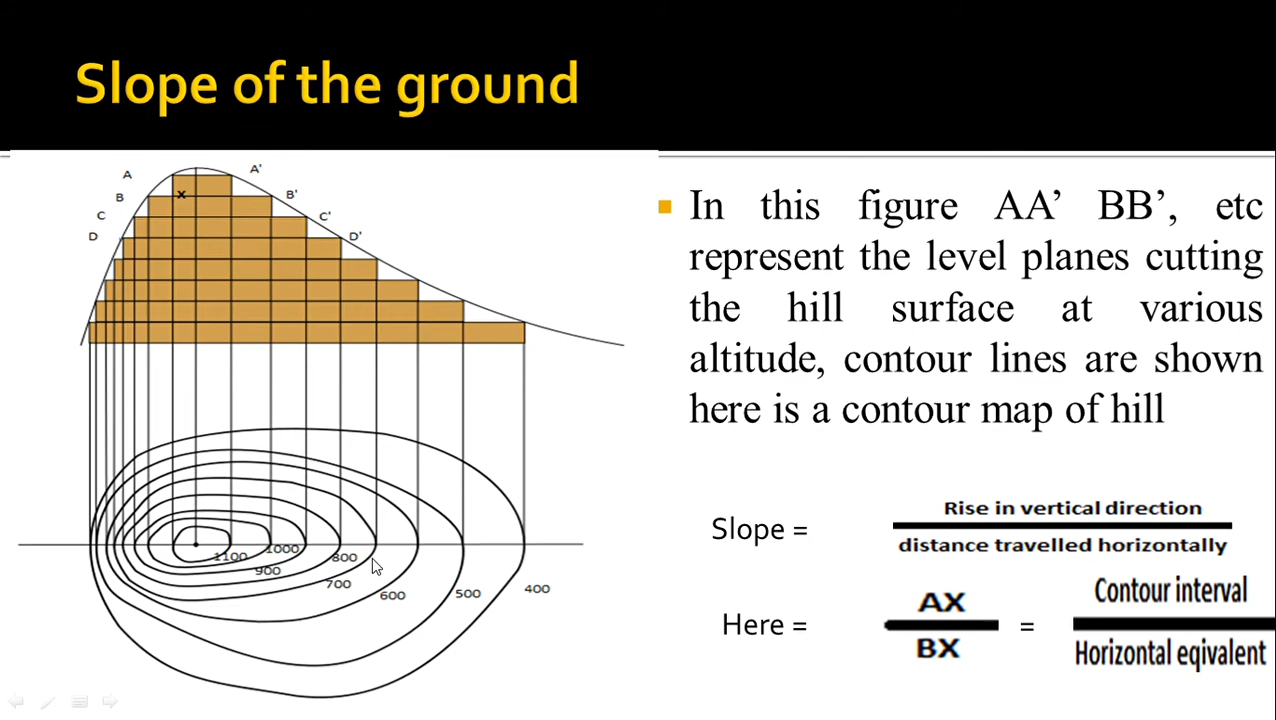 Slope of the ground
A A'
B x B'
C C'
D D'
1100 1000
900
800
700
600
500
400
In this figure AA’ BB’, etc
represent the level planes cutting
the hill surface at various
altitude, contour lines are shown
here is a contour map of hill
Slope =
Rise in vertical direction
distance travelled horizontally
Here =
AX
BX
=
Contour interval
Horizontal eqivalent